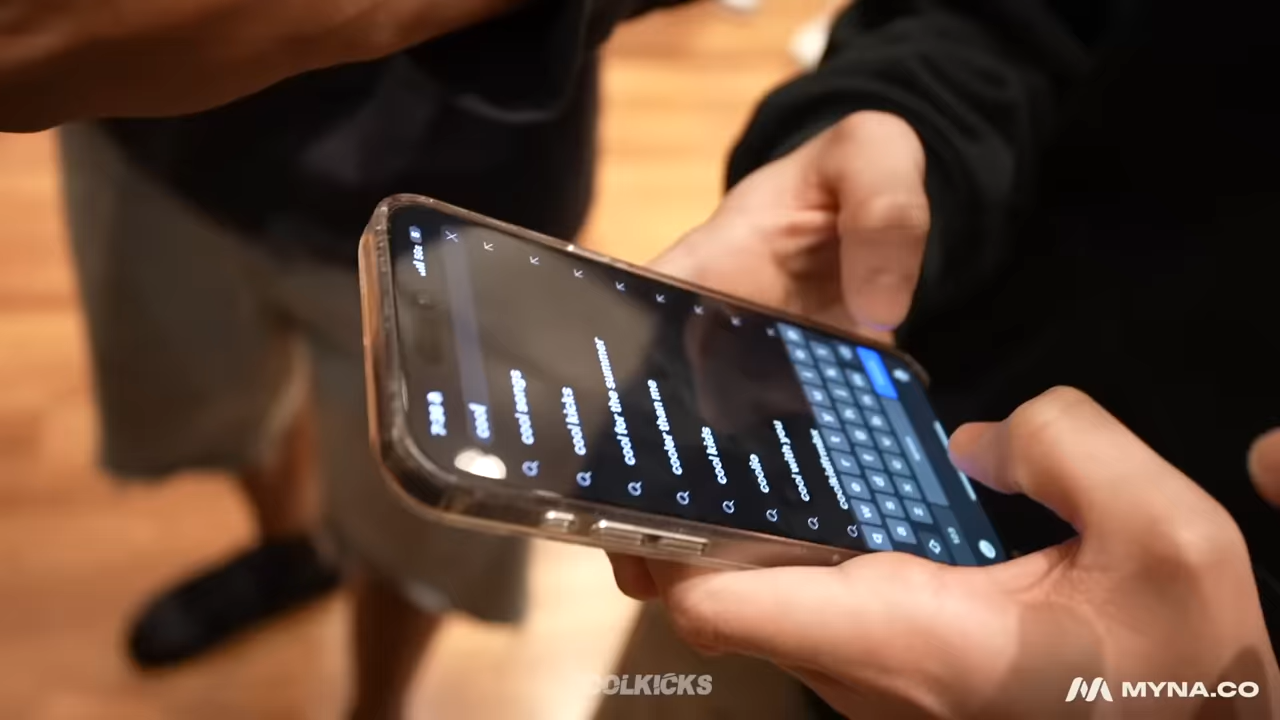 cool
cool songs
cool kicks
cool for the summer
cooler than me
cool kids
coolio
cool with you
COOLKICKS
MYNA.CO